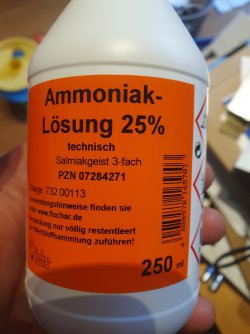 Ammoniak-
Lösung 25%
technisch
Salmiakgeist 3-fach
PZN 07284271
Charge: 732 00113
Anwendungshinweise finden sie
www.fischar.de
Verpackung nur völlig restentleert
der Wertstoffsammlung zuführen!
250 ml